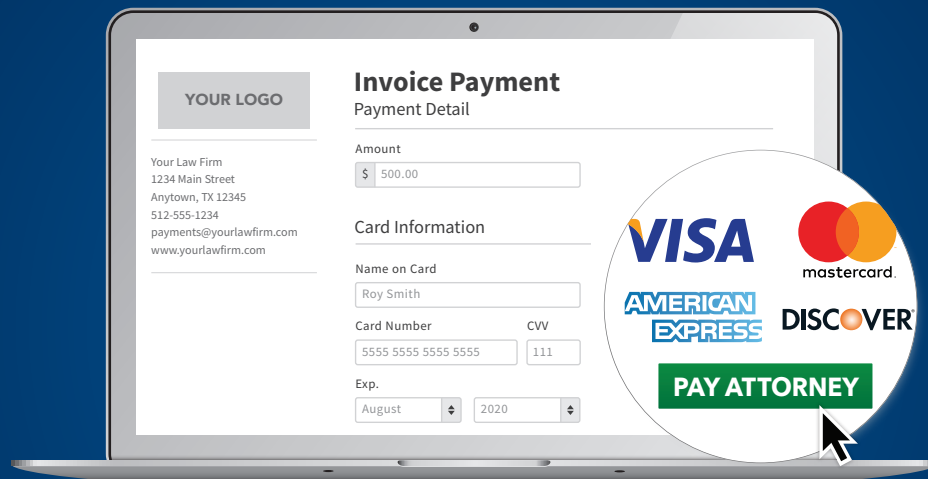 YOUR LOGO
Your Law Firm
1234 Main Street
Anytown, TX 12345
512-555-1234
payments@yourlawfirm.com
www.yourlawfirm.com
Invoice Payment
Payment Detail
Amount
$ 500.00
Card Information
Name on Card
Roy Smith
Card Number CVV
5555 5555 5555 5555 111
Exp.
August 2020
VISA
mastercard.
AMERICAN
EXPRESS
DISCOVER
PAY ATTORNEY